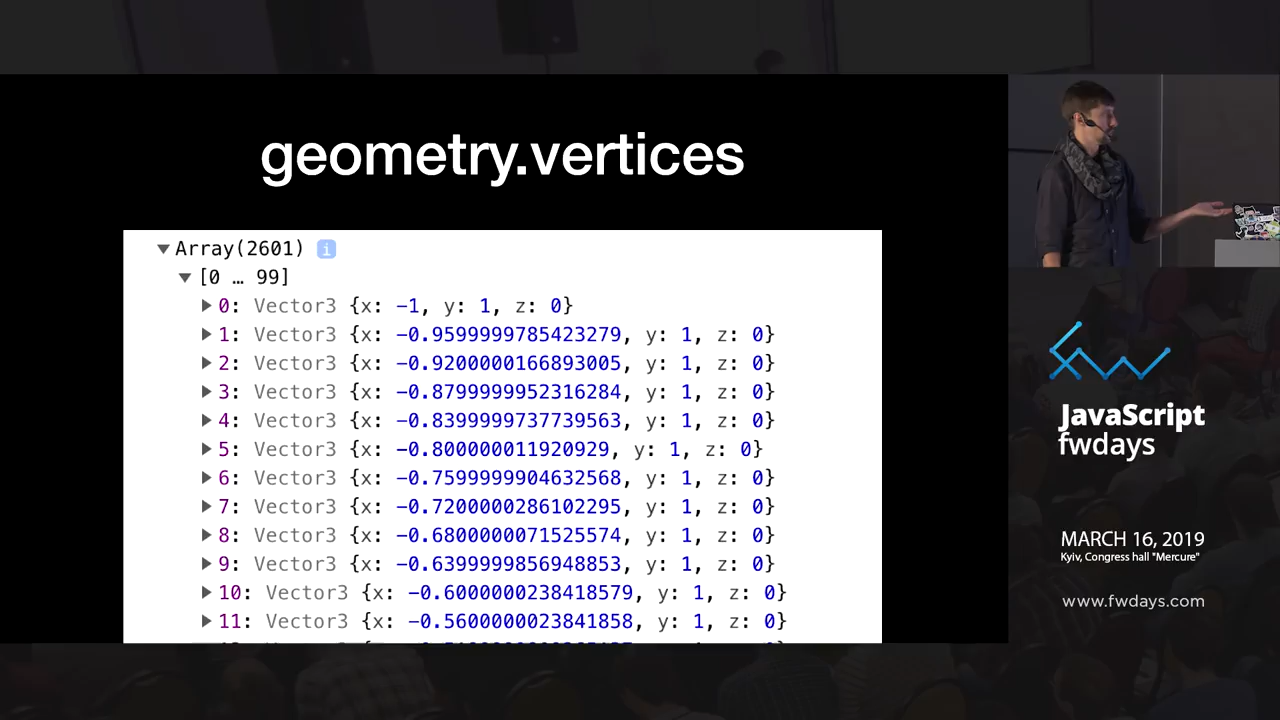 geometry.vertices
▼Array(2601) i
▼[0 … 99]
▶0: Vector3 {x: -1, y: 1, z: 0}
▶1: Vector3 {x: -0.9599999785423279, y: 1, z: 0}
▶2: Vector3 {x: -0.9200000166893005, y: 1, z: 0}
▶3: Vector3 {x: -0.8799999952316284, y: 1, z: 0}
▶4: Vector3 {x: -0.8399999737739563, y: 1, z: 0}
▶5: Vector3 {x: -0.800000011920929, y: 1, z: 0}
▶6: Vector3 {x: -0.7599999904632568, y: 1, z: 0}
▶7: Vector3 {x: -0.7200000286102295, y: 1, z: 0}
▶8: Vector3 {x: -0.6800000071525574, y: 1, z: 0}
▶9: Vector3 {x: -0.6399999856948853, y: 1, z: 0}
▶10: Vector3 {x: -0.6000000238418579, y: 1, z: 0}
▶11: Vector3 {x: -0.5600000023841858, y: 1, z: 0}
JavaScript
fwdays
MARCH 16, 2019
Kyiv, Congress hall "Mercure"
www.fwdays.com